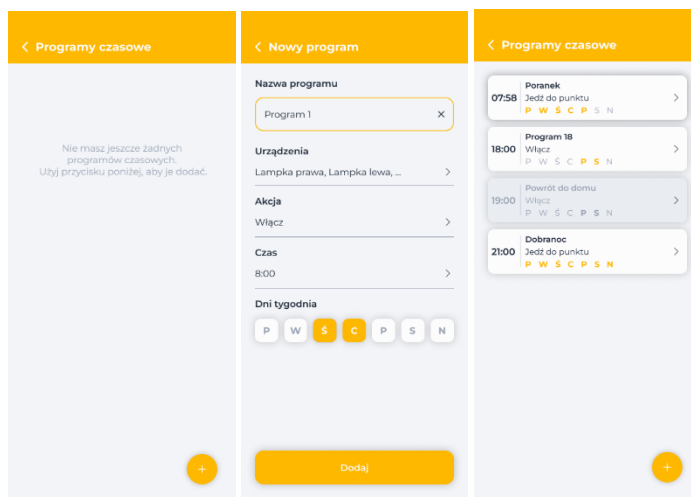 Programy czasowe
Nie masz jeszcze żadnych
programów czasowych.
Użyj przycisku poniżej, aby je dodać.
+
Nowy program
Nazwa programu
Program 1
Urządzenia
Lampka prawa, Lampka lewa, ...
Akcja
Włącz
Czas
8:00
Dni tygodnia
P W Ś C P S N
Dodaj
Programy czasowe
Poranek
07:58 Jedź do punktu
P W Ś C P S N
Program 18
18:00 Włącz
P W Ś C P S N
Powrót do domu
19:00 Włącz
P W Ś C P S N
Dobranoc
21:00 Jedź do punktu
P W Ś C P S N
+